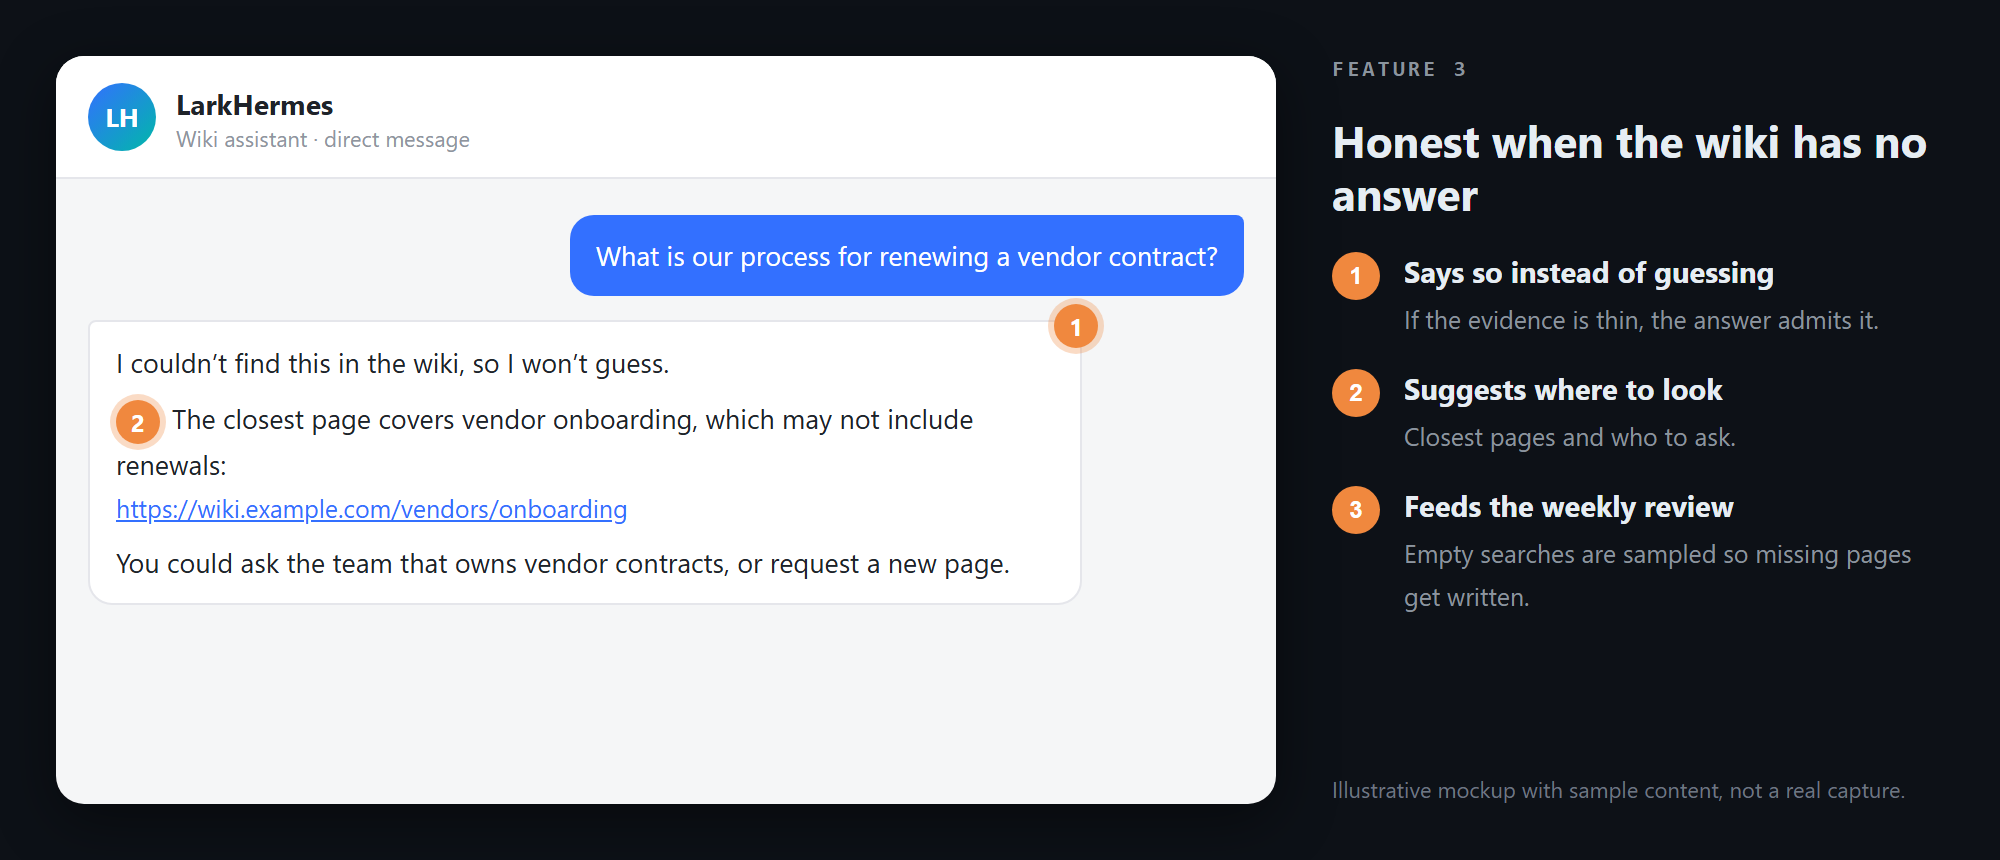 LH
LarkHermes
Wiki assistant · direct message
What is our process for renewing a vendor contract?
1
I couldn’t find this in the wiki, so I won’t guess.
2 The closest page covers vendor onboarding, which may not include
renewals:
https://wiki.example.com/vendors/onboarding
You could ask the team that owns vendor contracts, or request a new page.
FEATURE 3
Honest when the wiki has no
answer
1 Says so instead of guessing
If the evidence is thin, the answer admits it.
2 Suggests where to look
Closest pages and who to ask.
3 Feeds the weekly review
Empty searches are sampled so missing pages
get written.
Illustrative mockup with sample content, not a real capture.